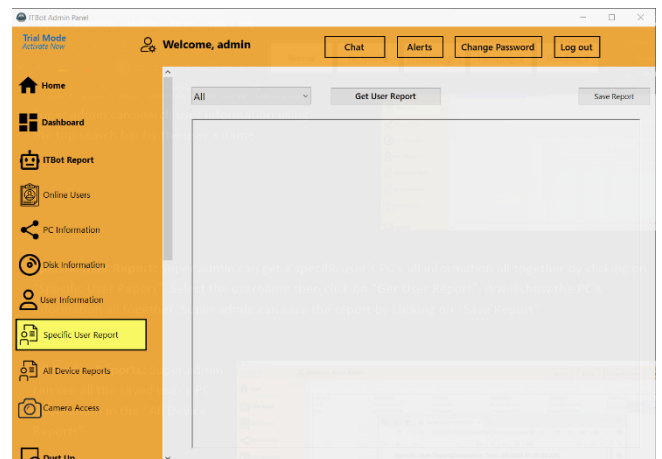 ITBot Admin Panel
Trial Mode
Activate Now
Welcome, admin
Chat
Alerts
Change Password
Log out
Home
Dashboard
ITBot Report
Online Users
PC Information
Disk Information
User Information
Specific User Report
All Device Reports
Camera Access
Dust Up
All
Get User Report
Save Report